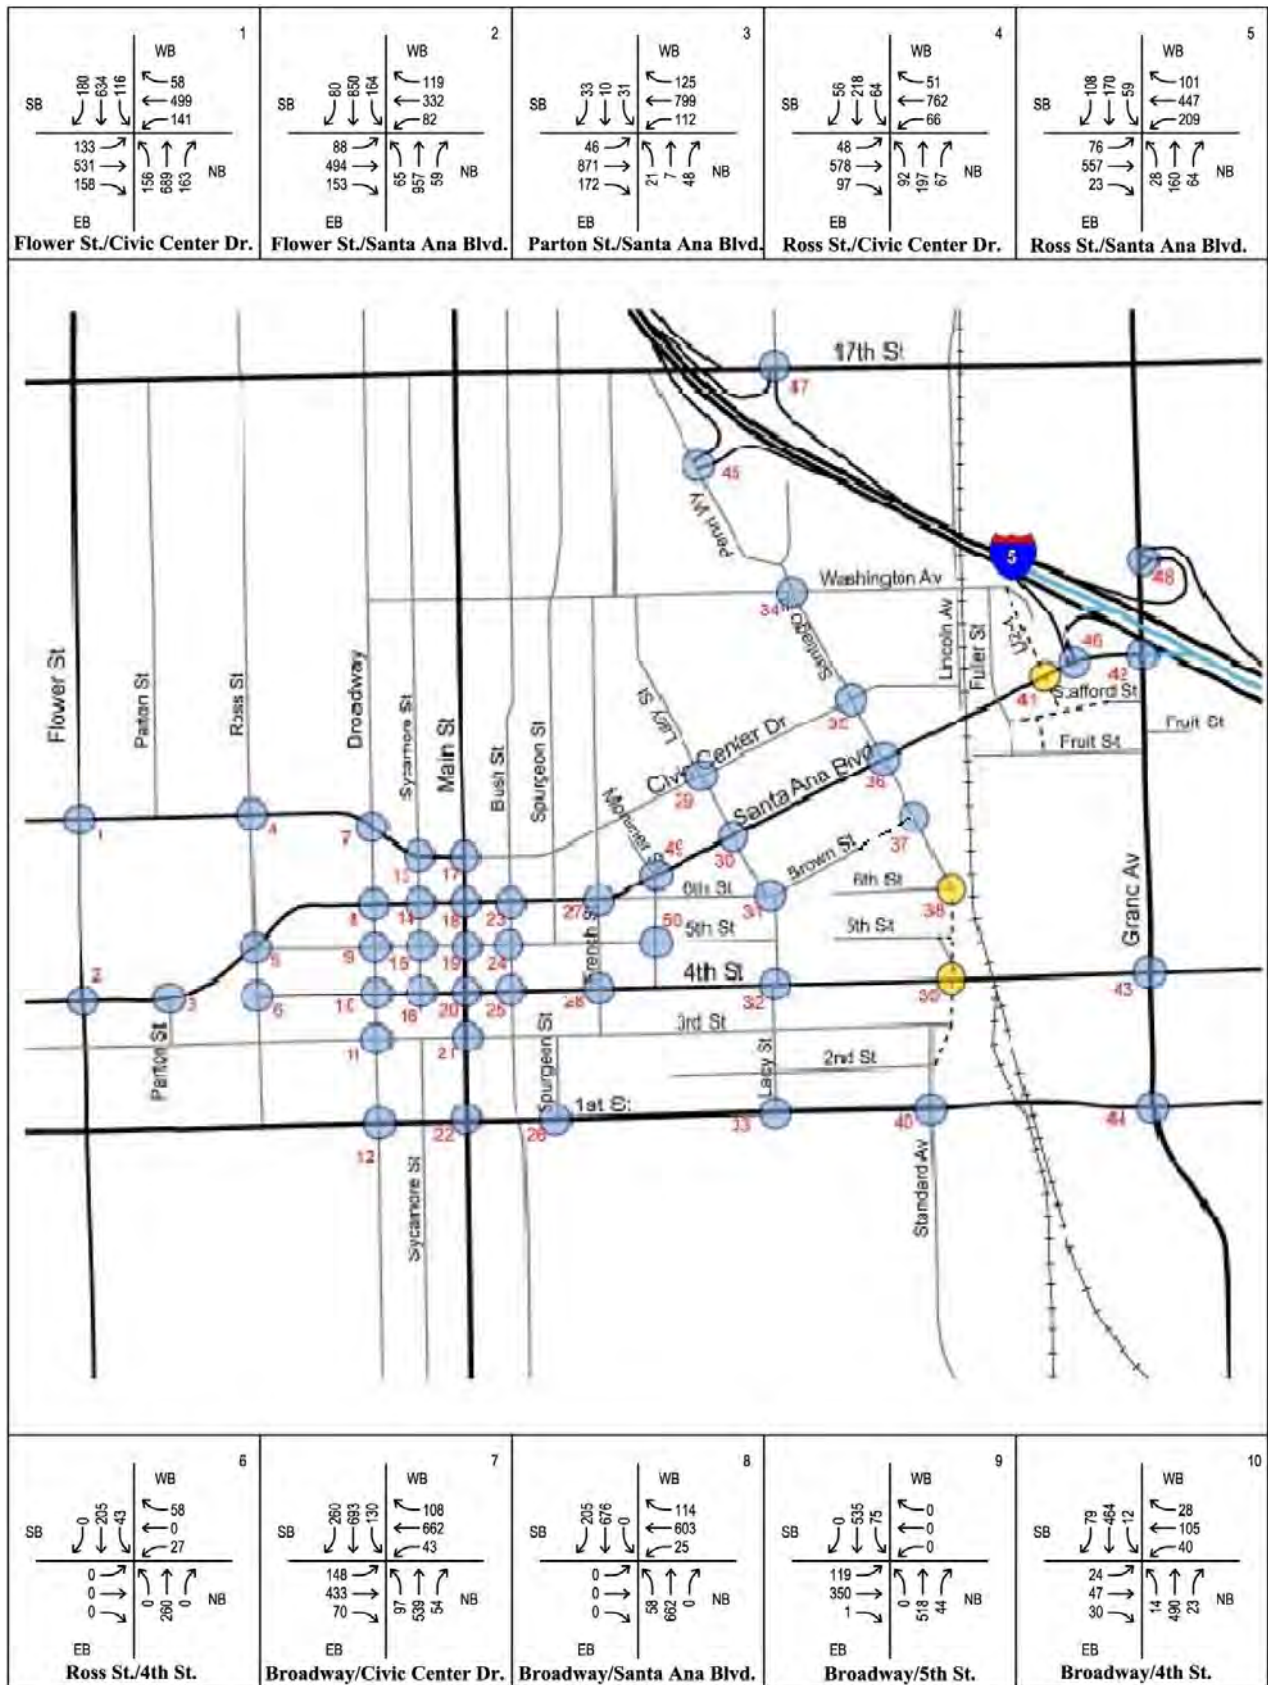 1
WB
SB
180 634 116
58
499
141
133
531
158
156 689 163
NB
EB
Flower St./Civic Center Dr.
2
WB
SB
80 850 164
119
332
82
88
494
153
65 957 59
NB
EB
Flower St./Santa Ana Blvd.
3
WB
SB
33 10 31
125
799
112
46
871
172
21 7 48
NB
EB
Parton St./Santa Ana Blvd.
4
WB
SB
56 218 64
51
762
66
48
578
97
92 197 67
NB
EB
Ross St./Civic Center Dr.
5
WB
SB
108 170 59
101
447
209
76
557
23
28 160 64
NB
EB
Ross St./Santa Ana Blvd.
17th St
47
45
Penn Wy
5
48
Washington Av
34
Santiago
Lincoln Av
Fuller St
46
42
41
Stafford St
Fruit St
Fruit St
Flower St
Parton St
Ross St
Broadway
Sycamore St
Main St
Bush St
Spurgeon St
Lacy St
Civic Center Dr
Santa Ana Blvd
35
36
29
49
30
Brown St
37
1
4
7
13
17
8
14
18
23
27
6th St
31
6th St
38
50
5th St
5th St
2
5
9
15
19
24
French St
4th St
3
6
10
16
20
25
28
32
39
43
Grand Av
3rd St
11
21
Parton St
Spurgeon St
2nd St
Lacy St
1st St
12
22
26
33
40
44
Sycamore St
Standard Av
6
WB
SB
0 205 43
58
0
27
0
0
0
0 260 0
NB
EB
Ross St./4th St.
7
WB
SB
260 693 130
108
662
43
148
433
70
97 539 54
NB
EB
Broadway/Civic Center Dr.
8
WB
SB
205 676 0
114
603
25
0
0
0
58 662 0
NB
EB
Broadway/Santa Ana Blvd.
9
WB
SB
0 535 75
0
0
0
119
350
1
0 518 44
NB
EB
Broadway/5th St.
10
WB
SB
79 464 12
28
105
40
24
47
30
14 490 23
NB
EB
Broadway/4th St.